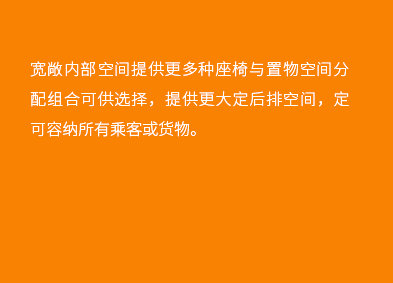 宽敞内部空间提供更多种座椅与置物空间分
配组合可供选择，提供更大定后排空间，定
可容纳所有乘客或货物。